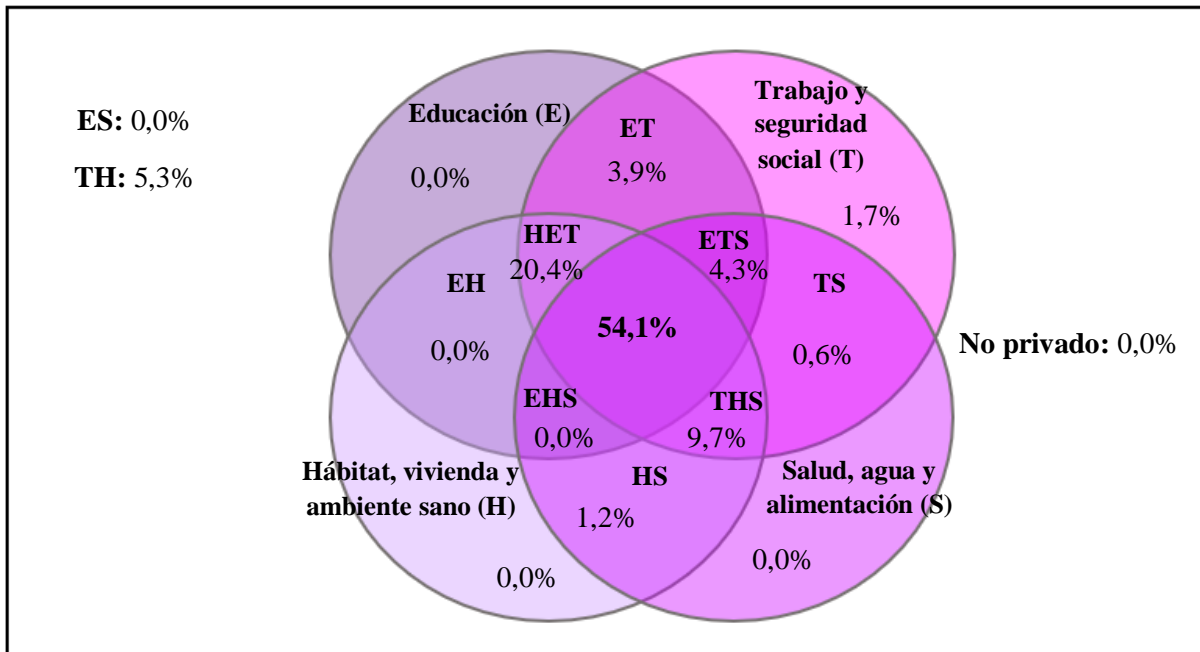 ES: 0,0%
TH: 5,3%
Educación (E)
0,0%
ET
3,9%
Trabajo y
seguridad
social (T)
1,7%
HET
20,4%
ETS
4,3%
EH
0,0%
54,1%
TS
0,6%
No privado: 0,0%
EHS
0,0%
THS
9,7%
Hábitat, vivienda y
ambiente sano (H)
0,0%
HS
1,2%
Salud, agua y
alimentación (S)
0,0%